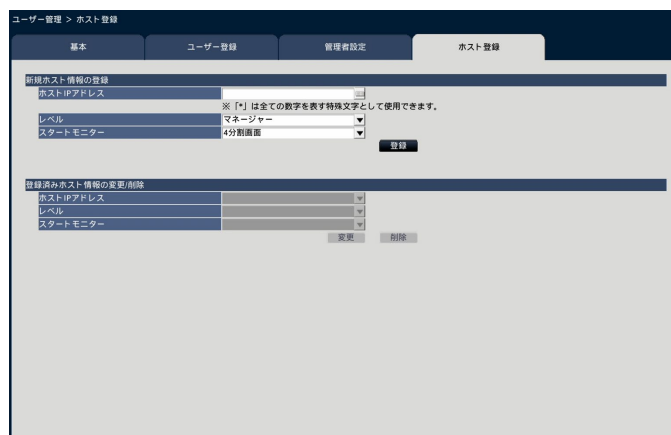 ユーザー管理 > ホスト登録
基本 ユーザー登録 管理者設定 ホスト登録
新規ホスト情報の登録
ホストIPアドレス
※「*」は全ての数字を表す特殊文字として使用できます。
レベル マネージャー
スタートモニター 4分割画面
登録
登録済みホスト情報の変更/削除
ホストIPアドレス
レベル
スタートモニター
変更 削除